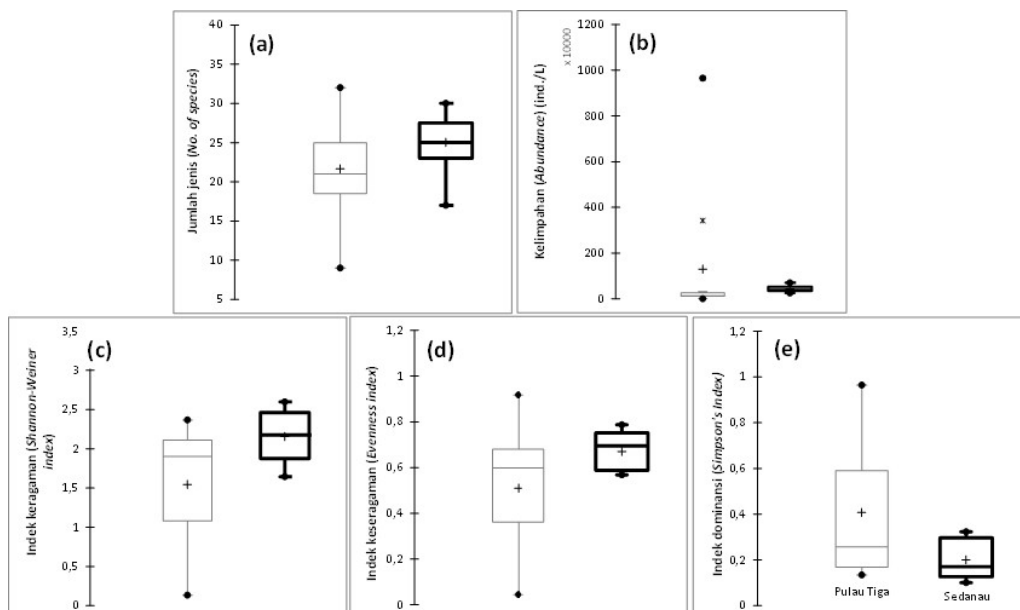 (a)
Jumlah jenis (No. of species)
40
35
30
25
20
15
10
5
(b)
Kelimpahan (Abundance) (ind./L)
x 10000
1200
1000
800
600
400
200
0
(c)
Indek keragaman (Shannon-Weiner
index)
3,5
3
2,5
2
1,5
1
0,5
0
(d)
Indek keseragaman (Evenness index)
1,2
1
0,8
0,6
0,4
0,2
0
(e)
Indek dominansi (Simpson's Index)
1,2
1
0,8
0,6
0,4
0,2
0
Pulau Tiga
Sedanau